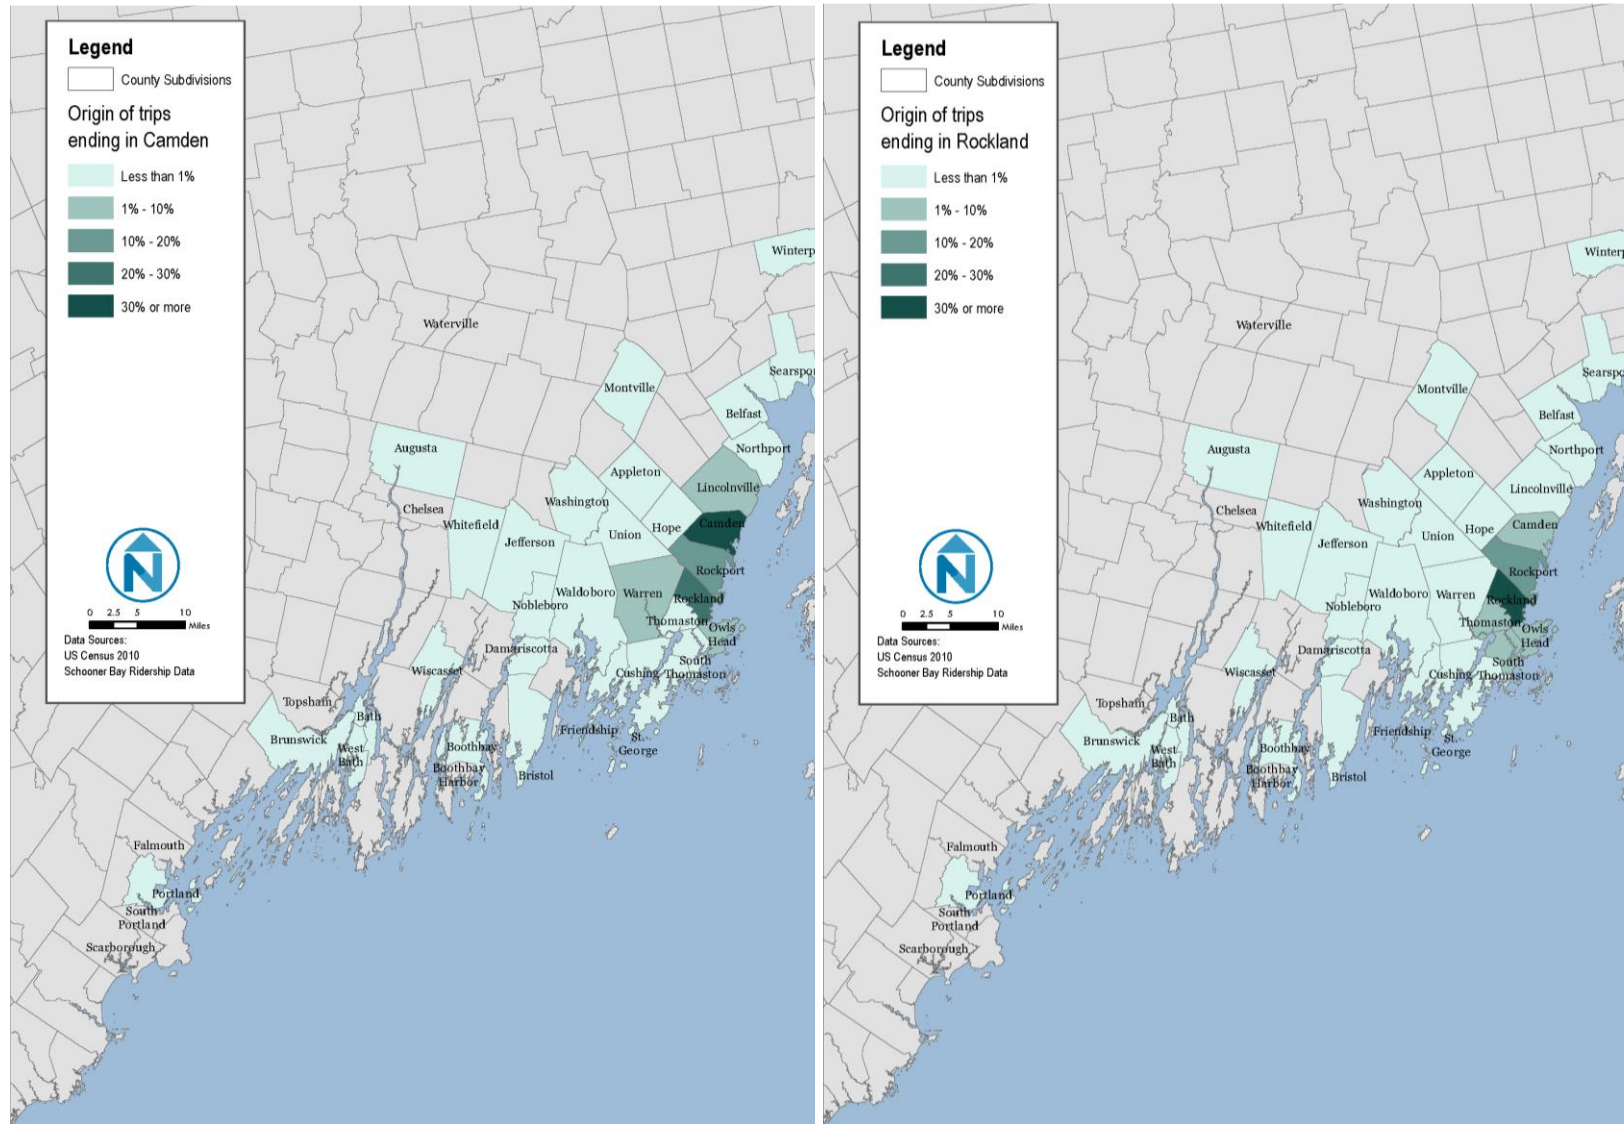 Legend
County Subdivisions
Origin of trips
ending in Camden
Less than 1%
1% - 10%
10% - 20%
20% - 30%
30% or more
N
0 2.5 5 10
Miles
Data Sources:
US Census 2010
Schooner Bay Ridership Data
Winterp
Waterville
Searspo
Montville
Belfast
Augusta
Northport
Appleton
Lincolnville
Washington
Chelsea
Whitefield
Hope
Camden
Union
Jefferson
Rockport
Waldoboro
Warren
Rockland
Nobleboro
Thomaston
Owls
Head
Damariscotta
South
Thomaston
Wiscasset
Cushing
Topsham
Bath
Friendship
St.
George
Brunswick
West
Bath
Boothbay
Boothbay
Harbor
Bristol
Falmouth
Portland
South
Portland
Scarborough
Legend
County Subdivisions
Origin of trips
ending in Rockland
Less than 1%
1% - 10%
10% - 20%
20% - 30%
30% or more
N
0 2.5 5 10
Miles
Data Sources:
US Census 2010
Schooner Bay Ridership Data
Winterp
Waterville
Searspo
Montville
Belfast
Augusta
Northport
Appleton
Lincolnville
Washington
Chelsea
Whitefield
Hope
Camden
Union
Jefferson
Rockport
Waldoboro
Warren
Rockland
Nobleboro
Thomaston
Owls
Head
Damariscotta
South
Thomaston
Wiscasset
Cushing
Topsham
Bath
Friendship
St.
George
Brunswick
West
Bath
Boothbay
Boothbay
Harbor
Bristol
Falmouth
Portland
South
Portland
Scarborough